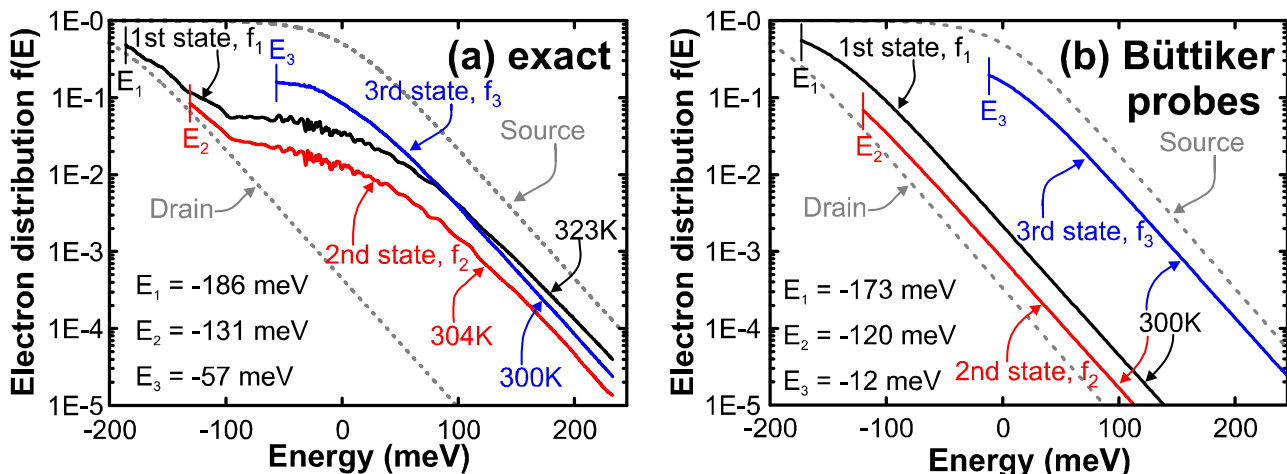 Electron distribution f(E)
1E-0
1E-1
1E-2
1E-3
1E-4
1E-5
1st state, f1
E1
E2
E3
(a) exact
3rd state, f3
Source
Drain
2nd state, f2
323K
304K
300K
E1 = -186 meV
E2 = -131 meV
E3 = -57 meV
-200 -100 0 100 200
Energy (meV)
Electron distribution f(E)
1E-0
1E-1
1E-2
1E-3
1E-4
1E-5
1st state, f1
E1
E2
E3
(b) Büttiker
probes
Source
Drain
3rd state, f3
300K
2nd state, f2
E1 = -173 meV
E2 = -120 meV
E3 = -12 meV
-200 -100 0 100 200
Energy (meV)